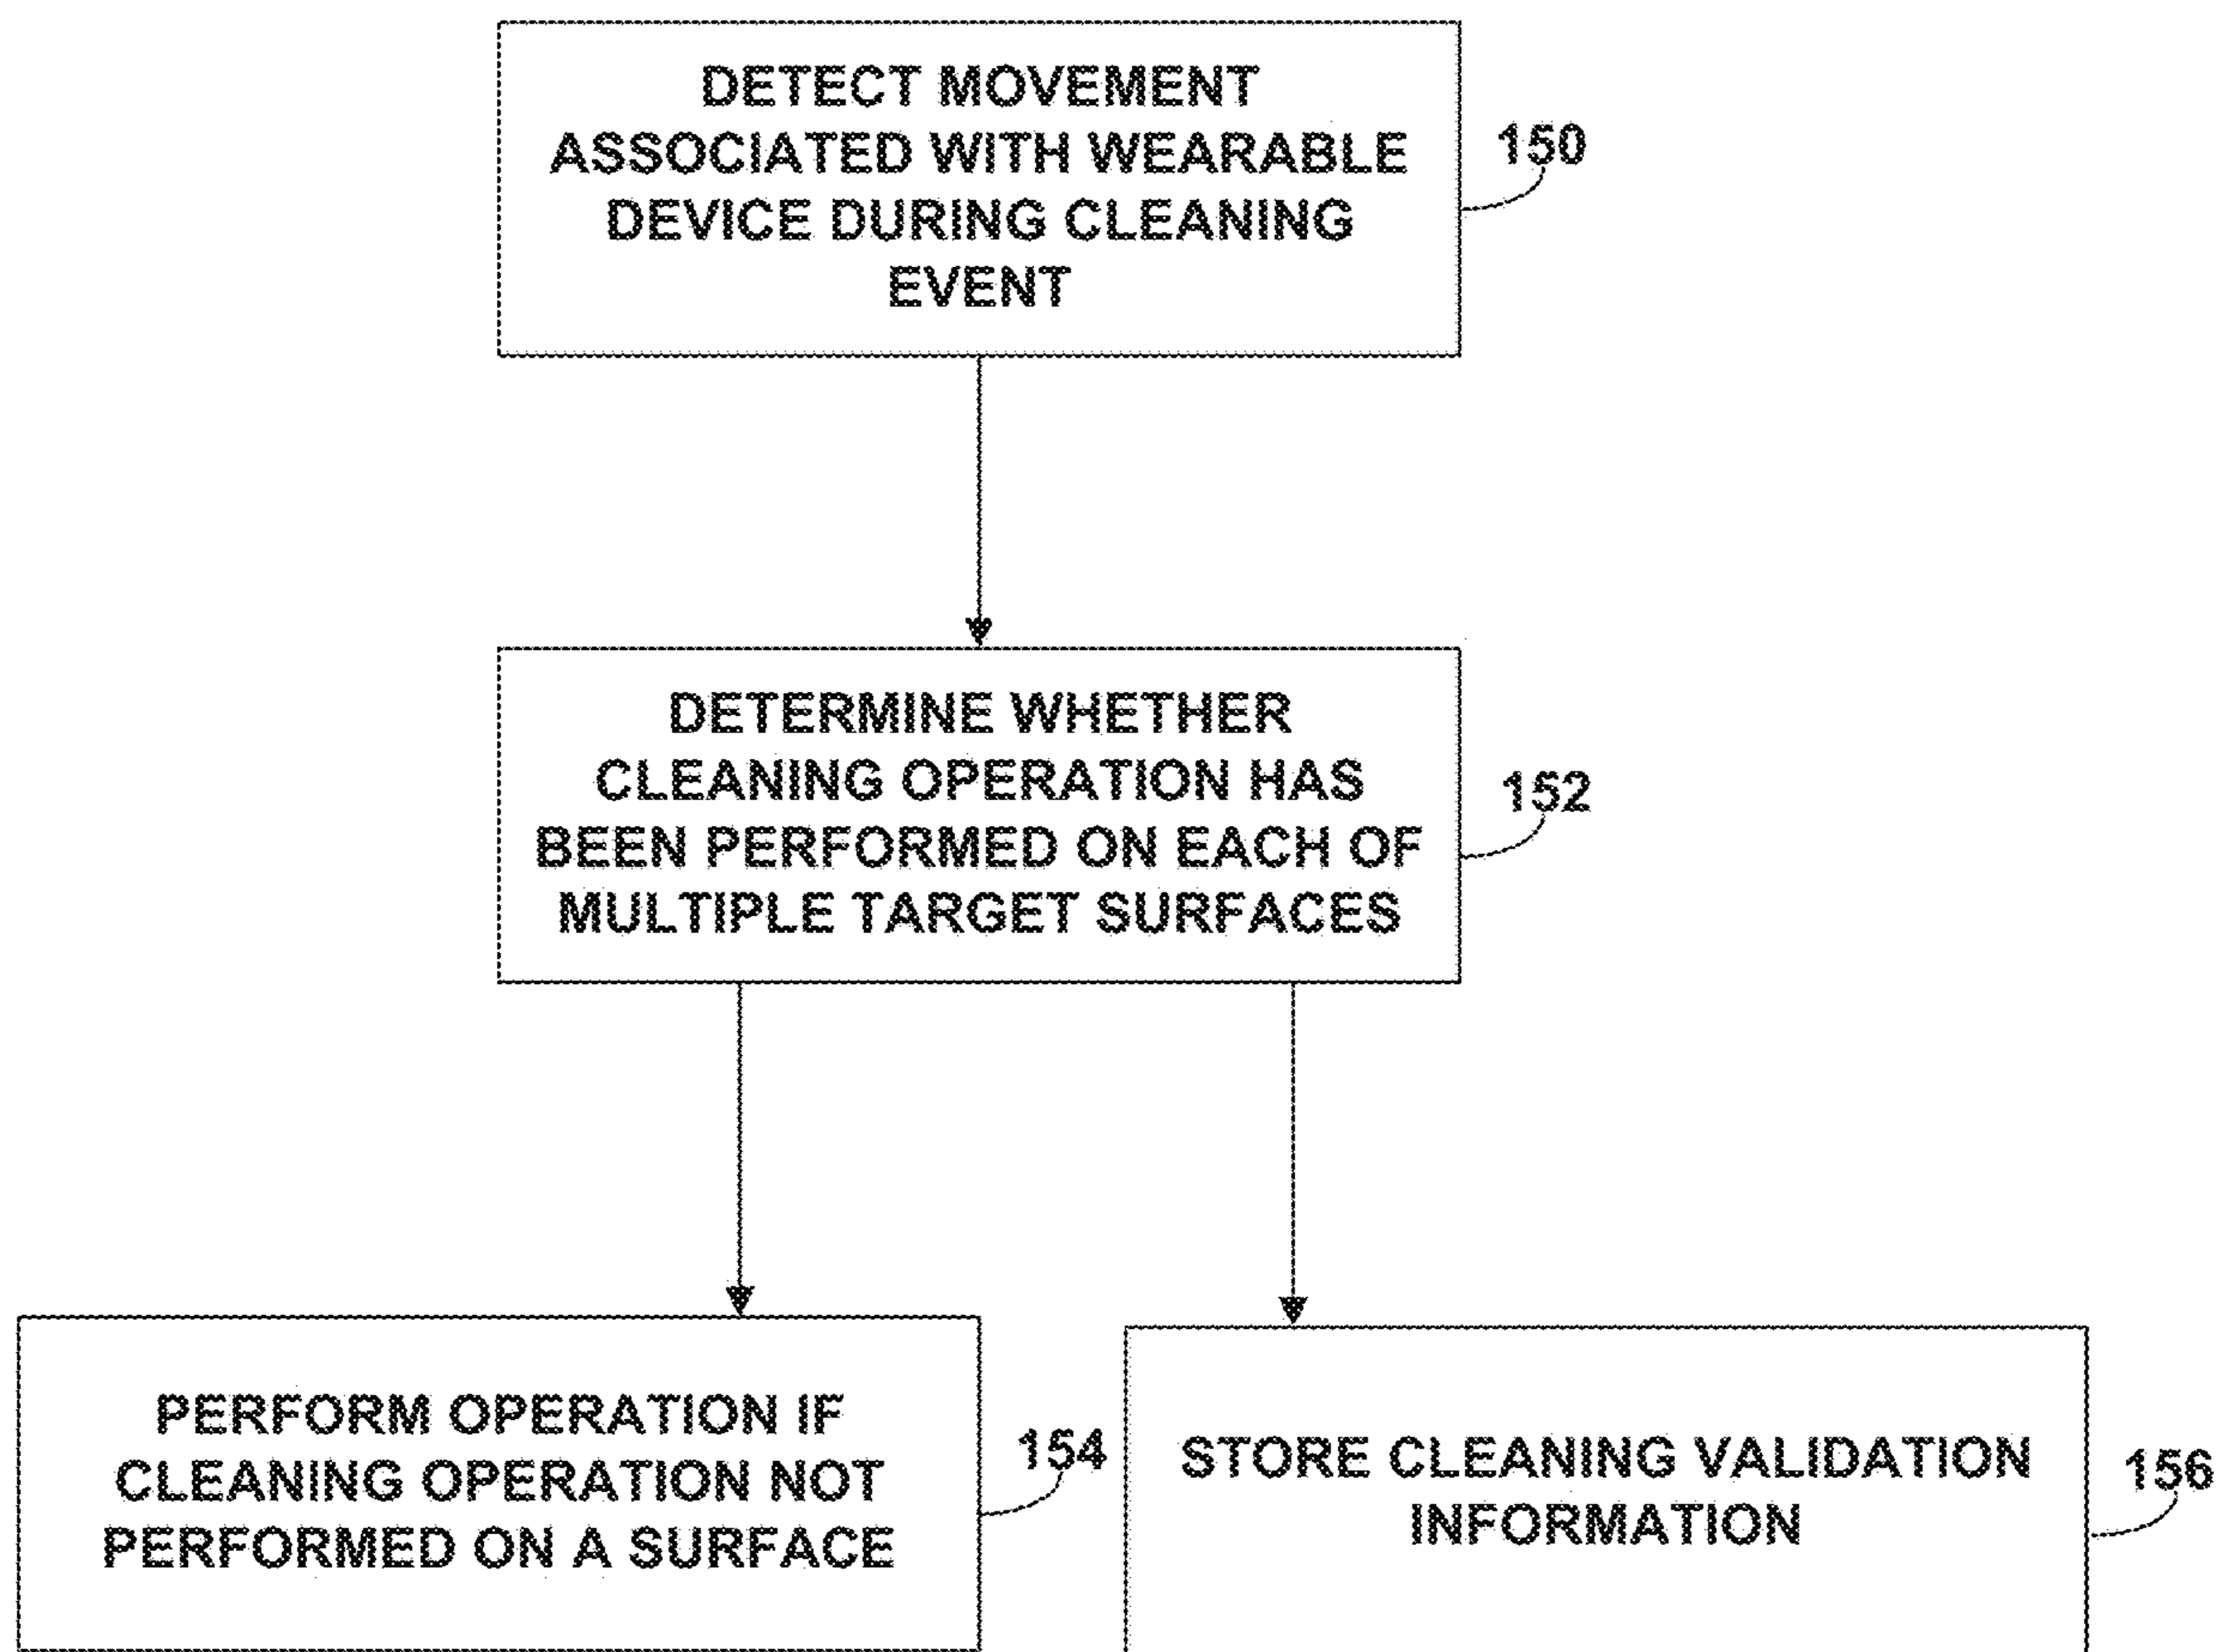 DETECT MOVEMENT
ASSOCIATED WITH WEARABLE
DEVICE DURING CLEANING
EVENT
150
DETERMINE WHETHER
CLEANING OPERATION HAS
BEEN PERFORMED ON EACH OF
MULTIPLE TARGET SURFACES
152
PERFORM OPERATION IF
CLEANING OPERATION NOT
PERFORMED ON A SURFACE
154
STORE CLEANING VALIDATION
INFORMATION
156